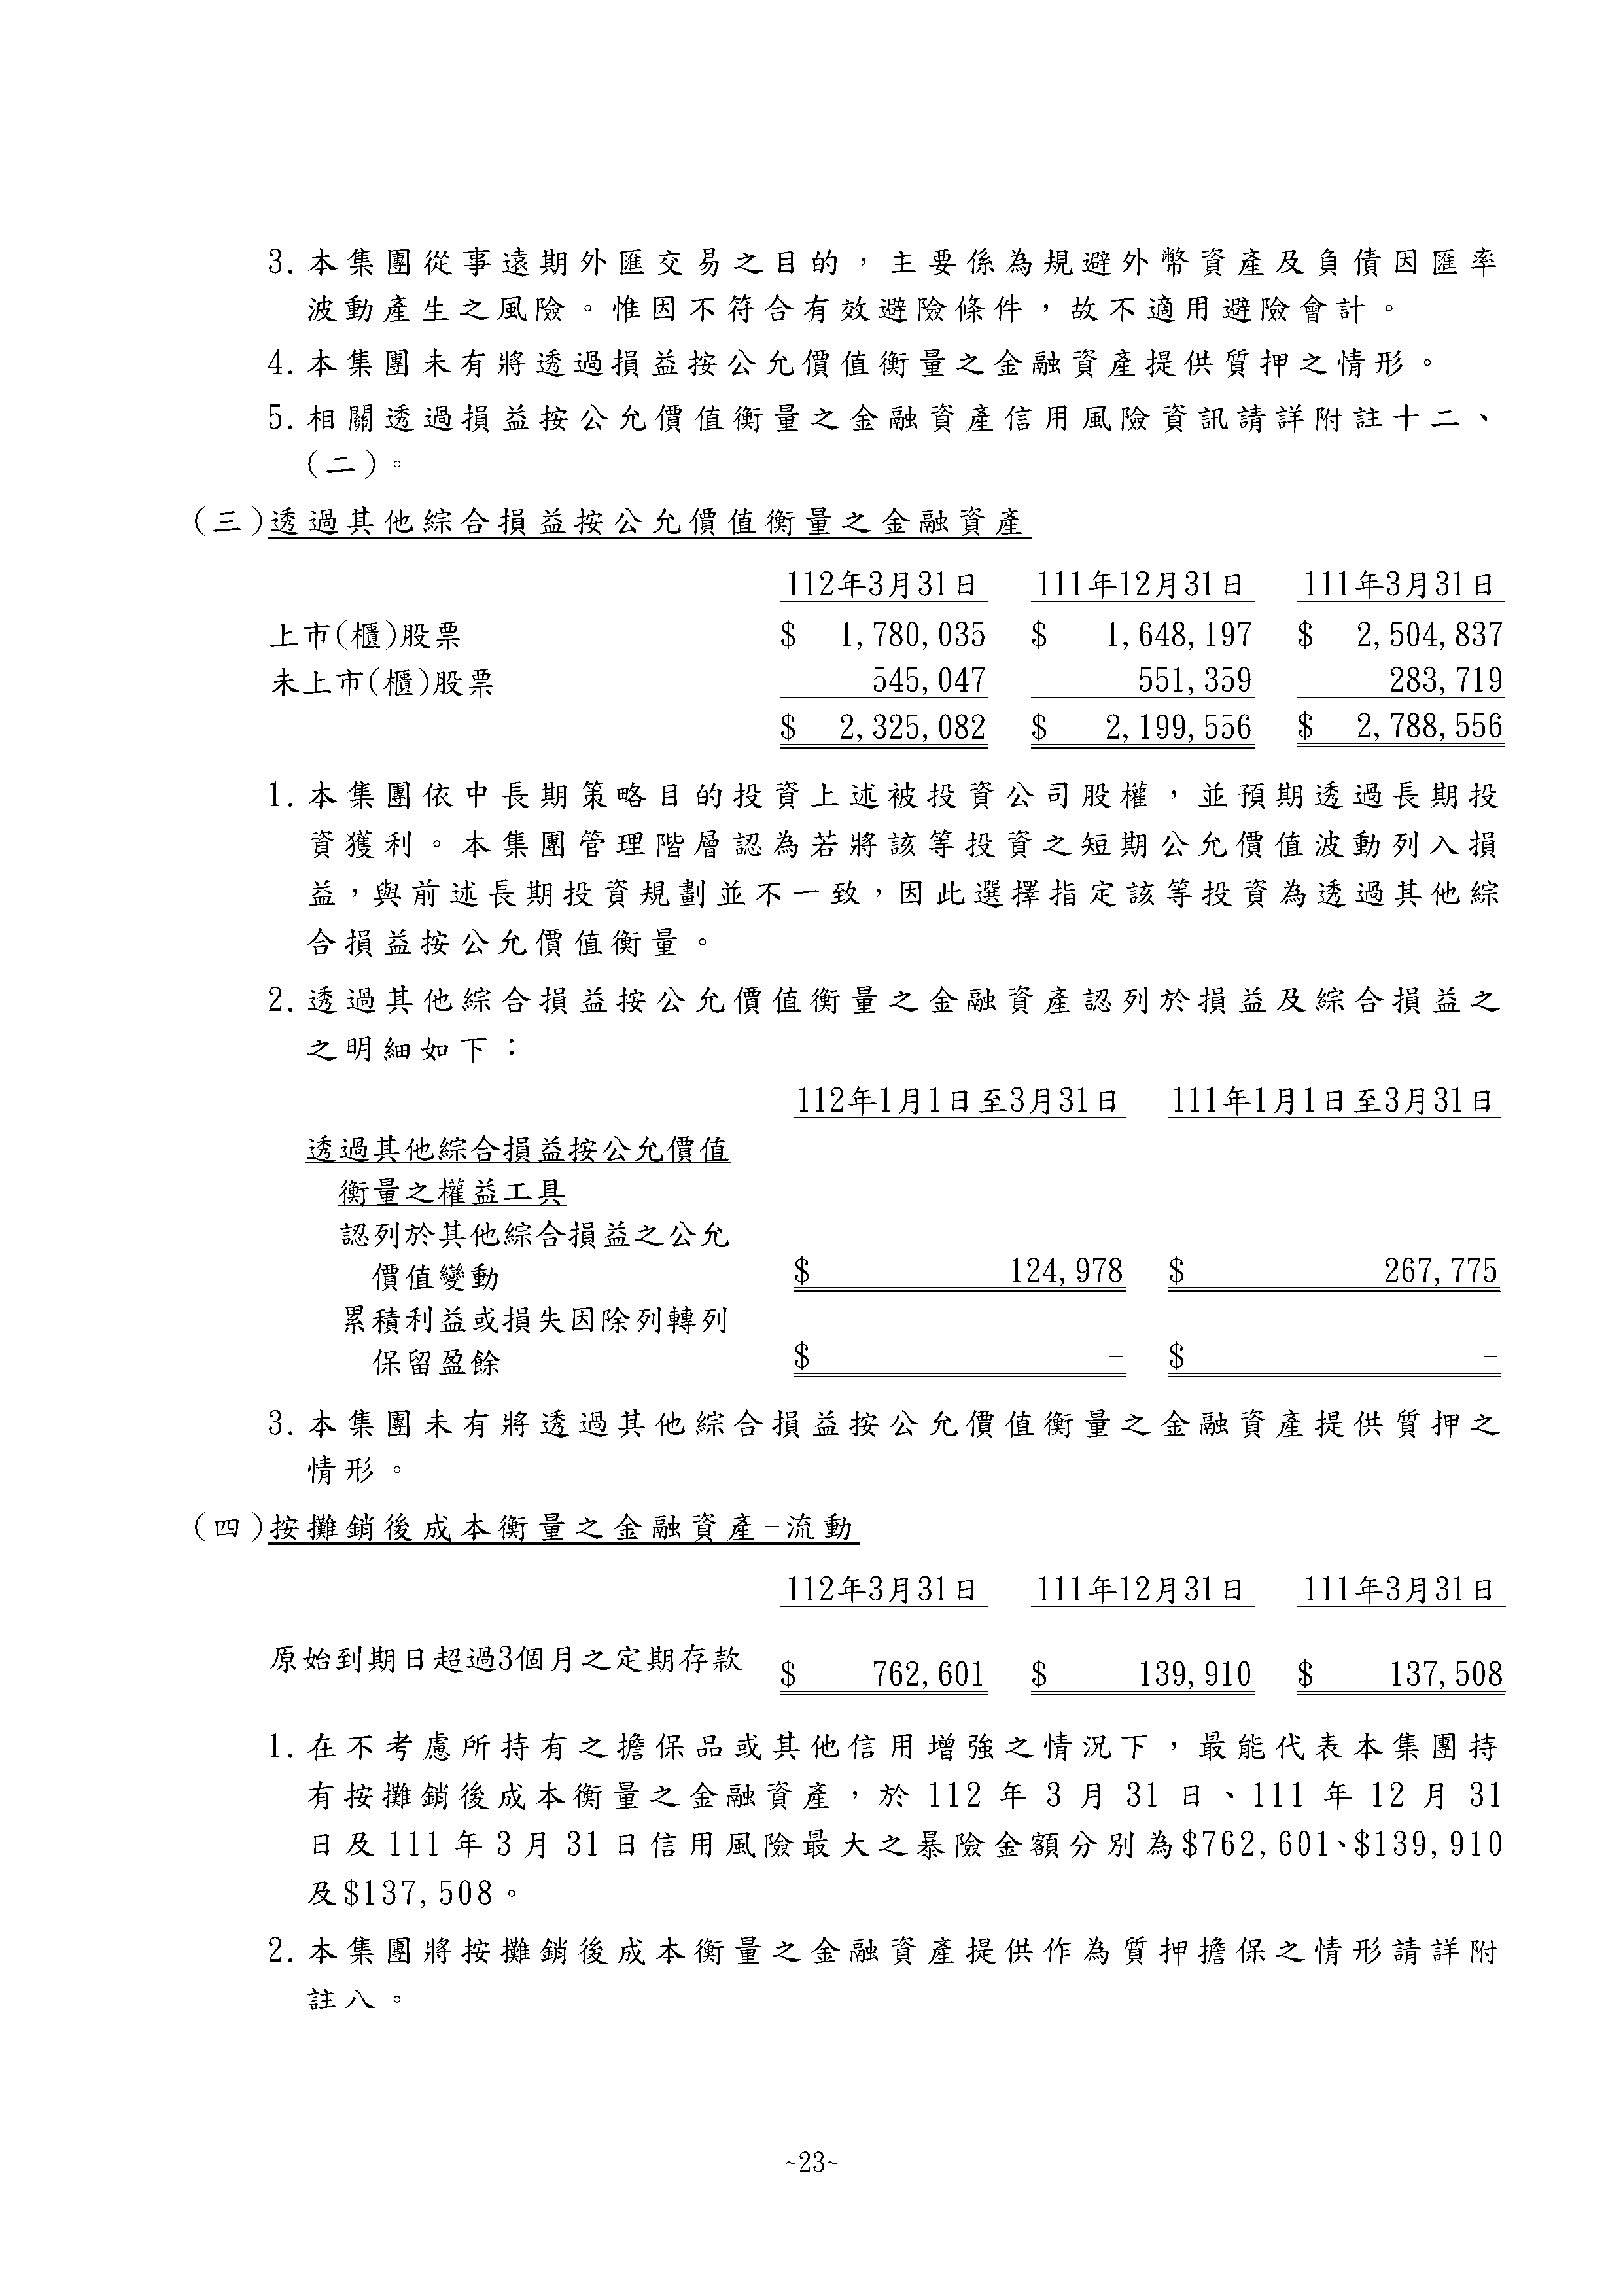 3. 本集團從事遠期外匯交易之目的，主要係為規避外幣資產及負債因匯率
波動產生之風險。惟因不符合有效避險條件，故不適用避險會計。
4. 本集團未有將透過損益按公允價值衡量之金融資產提供質押之情形。
5. 相關透過損益按公允價值衡量之金融資產信用風險資訊請詳附註十二、
(二)。
(三)透過其他綜合損益按公允價值衡量之金融資產
112年3月31日 111年12月31日 111年3月31日
上市(櫃)股票 $ 1,780,035 $ 1,648,197 $ 2,504,837
未上市(櫃)股票 545,047 551,359 283,719
$ 2,325,082 $ 2,199,556 $ 2,788,556
1. 本集團依中長期策略目的投資上述被投資公司股權，並預期透過長期投
資獲利。本集團管理階層認為若將該等投資之短期公允價值波動列入損
益，與前述長期投資規劃並不一致，因此選擇指定該等投資為透過其他綜
合損益按公允價值衡量。
2. 透過其他綜合損益按公允價值衡量之金融資產認列於損益及綜合損益之
之明細如下：
112年1月1日至3月31日 111年1月1日至3月31日
透過其他綜合損益按公允價值
衡量之權益工具
認列於其他綜合損益之公允
價值變動 $ 124,978 $ 267,775
累積利益或損失因除列轉列
保留盈餘 $ - $ -
3. 本集團未有將透過其他綜合損益按公允價值衡量之金融資產提供質押之
情形。
(四)按攤銷後成本衡量之金融資產-流動
112年3月31日 111年12月31日 111年3月31日
原始到期日超過3個月之定期存款 $ 762,601 $ 139,910 $ 137,508
1. 在不考慮所持有之擔保品或其他信用增強之情況下，最能代表本集團持
有按攤銷後成本衡量之金融資產，於 112 年 3 月 31 日、111 年 12 月 31
日及 111 年 3 月 31 日信用風險最大之暴險金額分別為$762,601、$139,910
及$137,508。
2. 本集團將按攤銷後成本衡量之金融資產提供作為質押擔保之情形請詳附
註八。
~23~